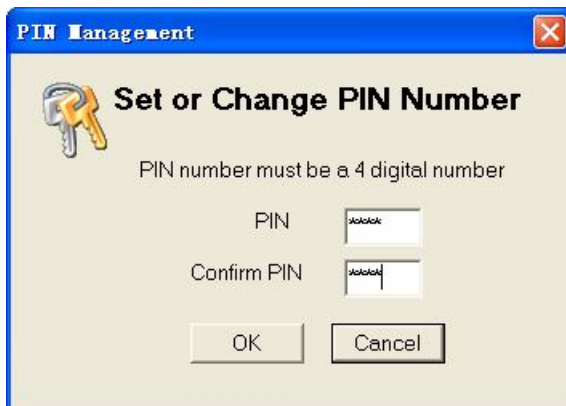 PIN Management
Set or Change PIN Number
PIN number must be a 4 digital number
PIN ****
Confirm PIN ****
OK Cancel